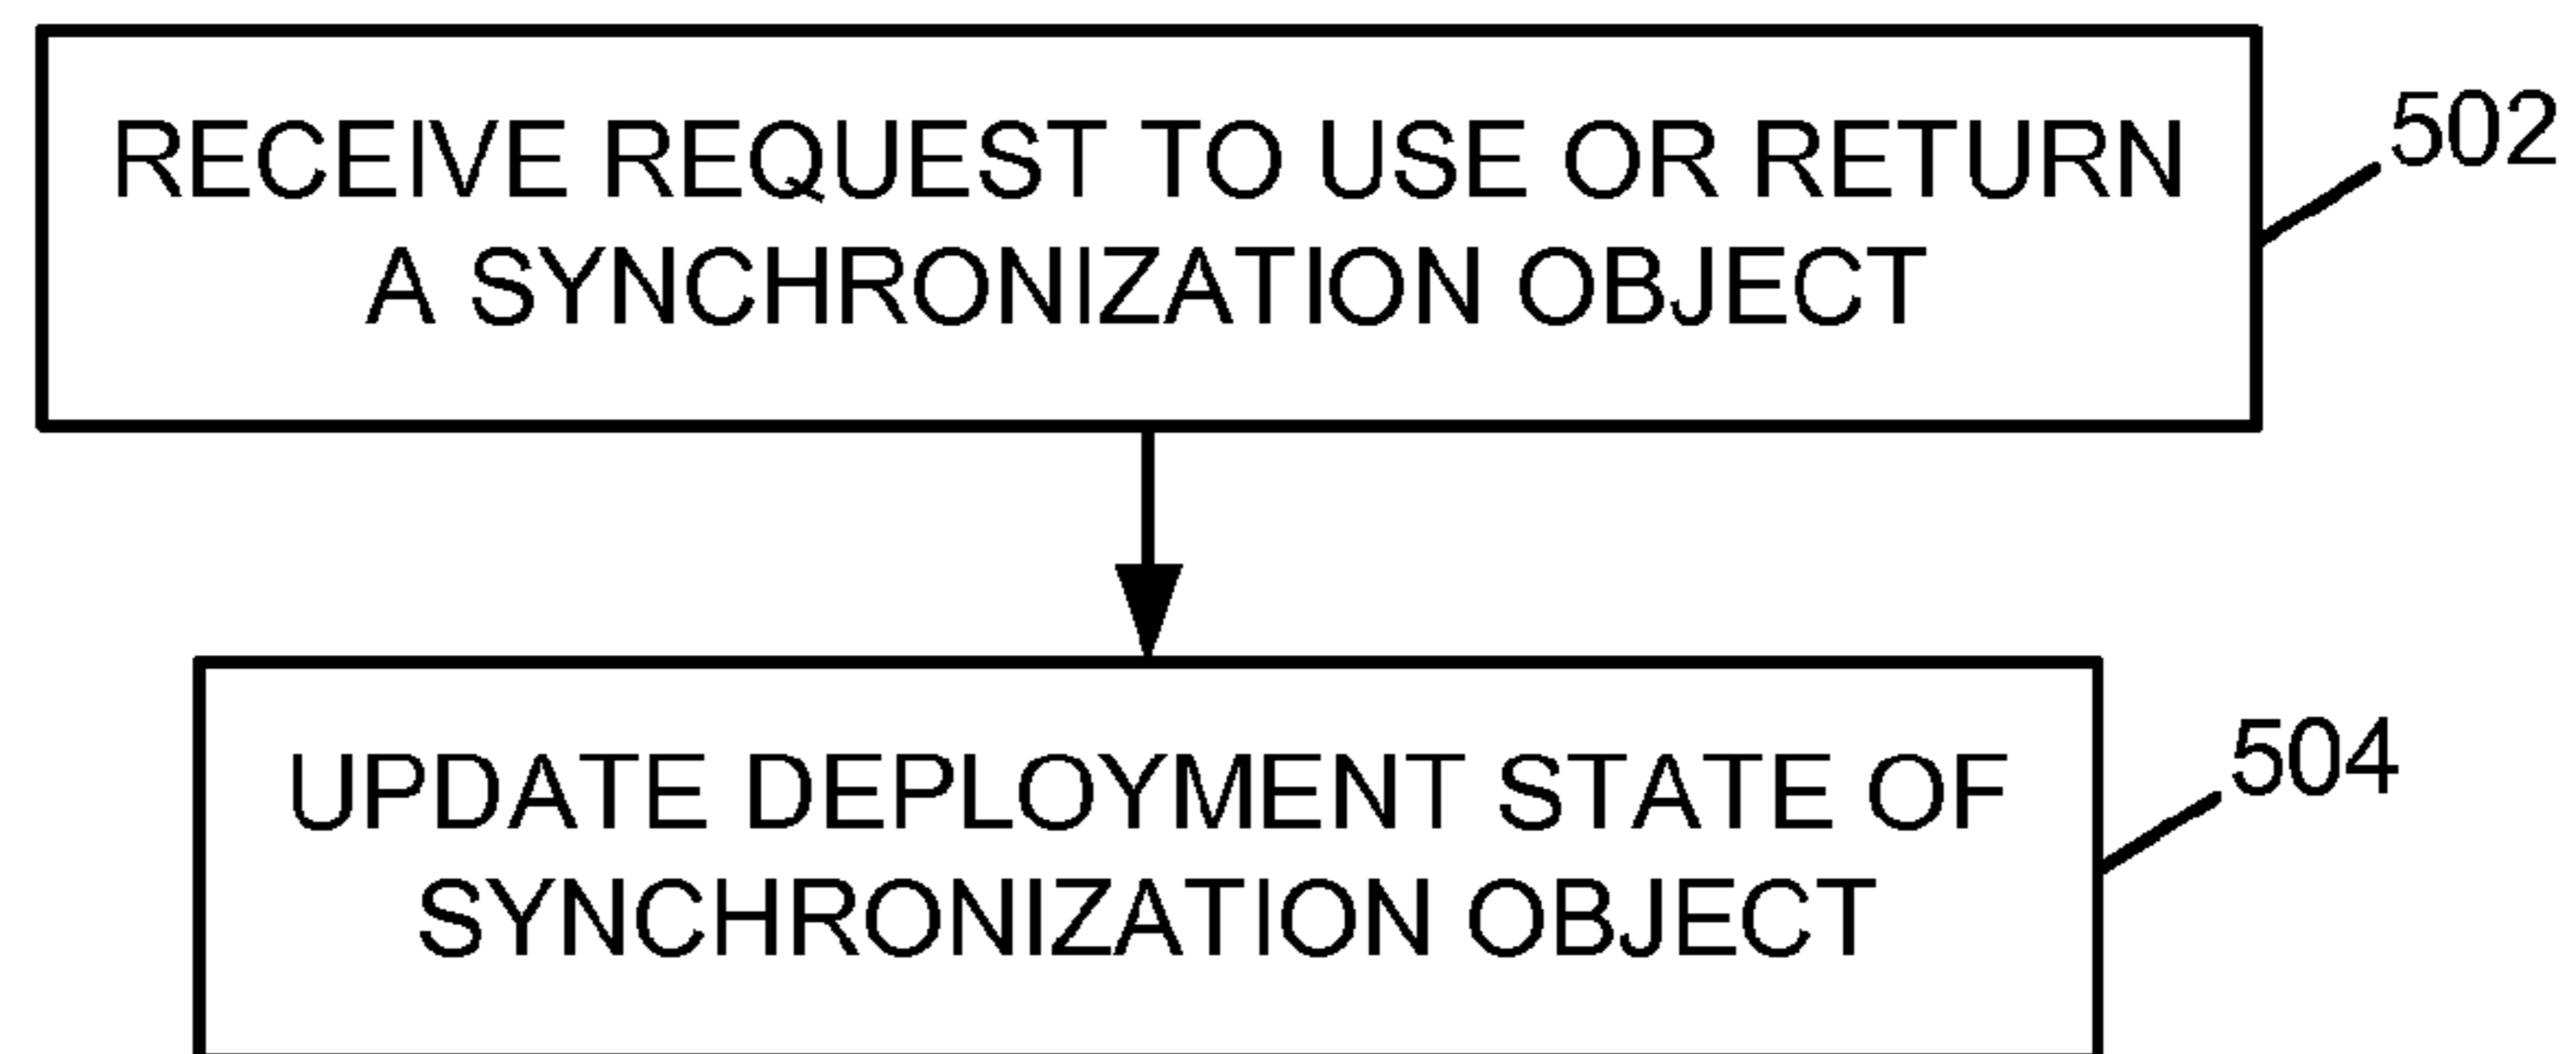 RECEIVE REQUEST TO USE OR RETURN
A SYNCHRONIZATION OBJECT
502
UPDATE DEPLOYMENT STATE OF
SYNCHRONIZATION OBJECT
504